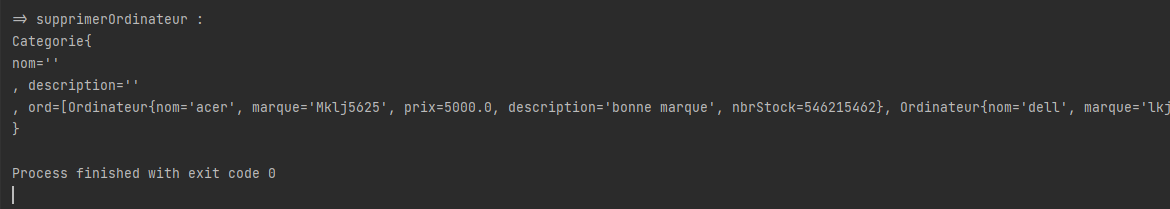 => supprimerOrdinateur :
Categorie{
nom=''
, description=''
, ord=[Ordinateur{nom='acer', marque='Mklj5625', prix=5000.0, description='bonne marque', nbrStock=546215462}, Ordinateur{nom='dell', marque='lkj
}
Process finished with exit code 0